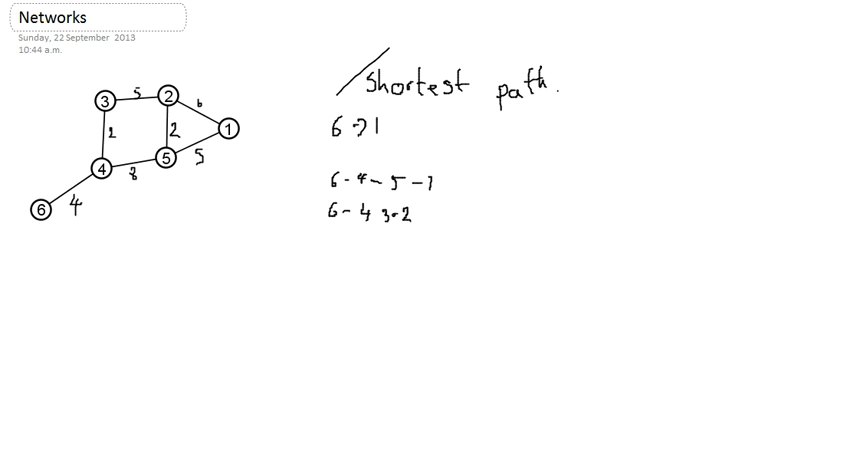 Networks
Sunday, 22 September 2013
10:44 a.m.
Shortest path.
6 → 1
3 5 2 6
1
2 2
5
4 8 5
6 4
6 - 4 - 5 - 1
6 - 4 3 - 2